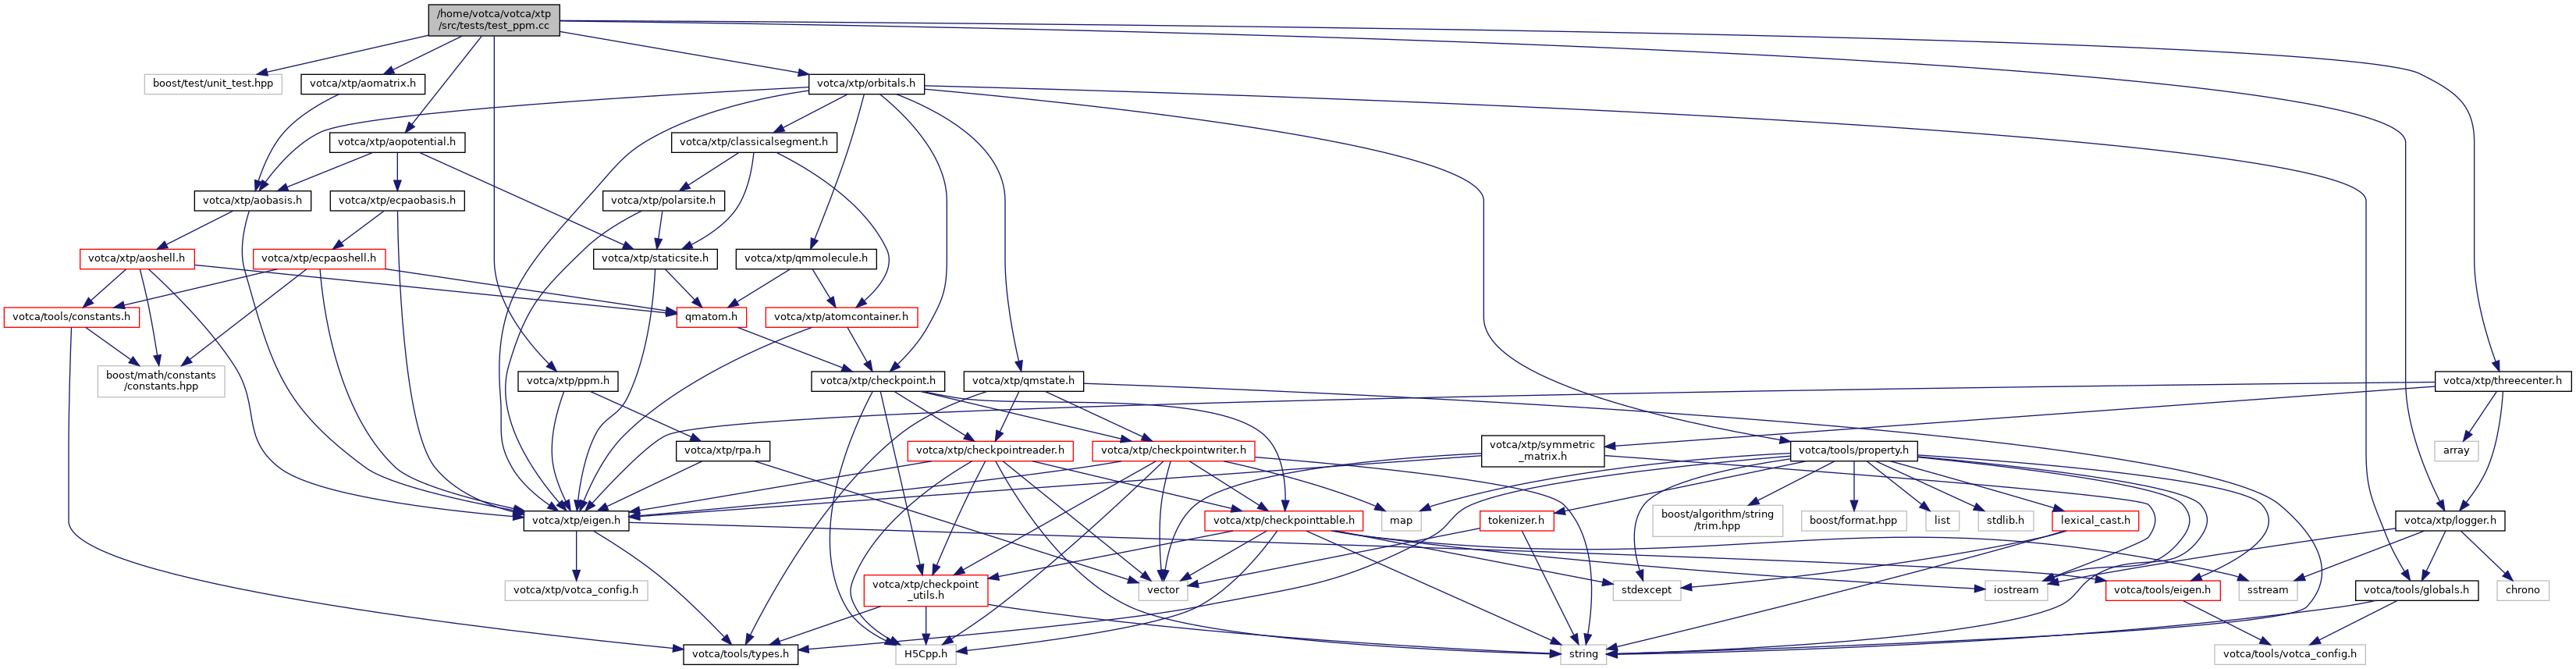 /home/votca/votca/xtp
/src/tests/test_ppm.cc
boost/test/unit_test.hpp
votca/xtp/aomatrix.h
votca/xtp/orbitals.h
votca/xtp/aopotential.h
votca/xtp/classicalsegment.h
votca/xtp/aobasis.h
votca/xtp/ecpaobasis.h
votca/xtp/polarsite.h
votca/xtp/aoshell.h
votca/xtp/ecpaoshell.h
votca/xtp/staticsite.h
votca/xtp/qmmolecule.h
votca/tools/constants.h
qmatom.h
votca/xtp/atomcontainer.h
boost/math/constants
/constants.hpp
votca/xtp/ppm.h
votca/xtp/checkpoint.h
votca/xtp/qmstate.h
votca/xtp/threecenter.h
votca/xtp/rpa.h
votca/xtp/checkpointreader.h
votca/xtp/checkpointwriter.h
votca/xtp/symmetric
_matrix.h
votca/tools/property.h
array
votca/xtp/eigen.h
votca/xtp/checkpointtable.h
map
tokenizer.h
boost/algorithm/string
/trim.hpp
boost/format.hpp
list
stdlib.h
lexical_cast.h
votca/xtp/logger.h
votca/xtp/votca_config.h
votca/xtp/checkpoint
_utils.h
vector
stdexcept
iostream
votca/tools/eigen.h
sstream
votca/tools/globals.h
chrono
votca/tools/types.h
H5Cpp.h
string
votca/tools/votca_config.h